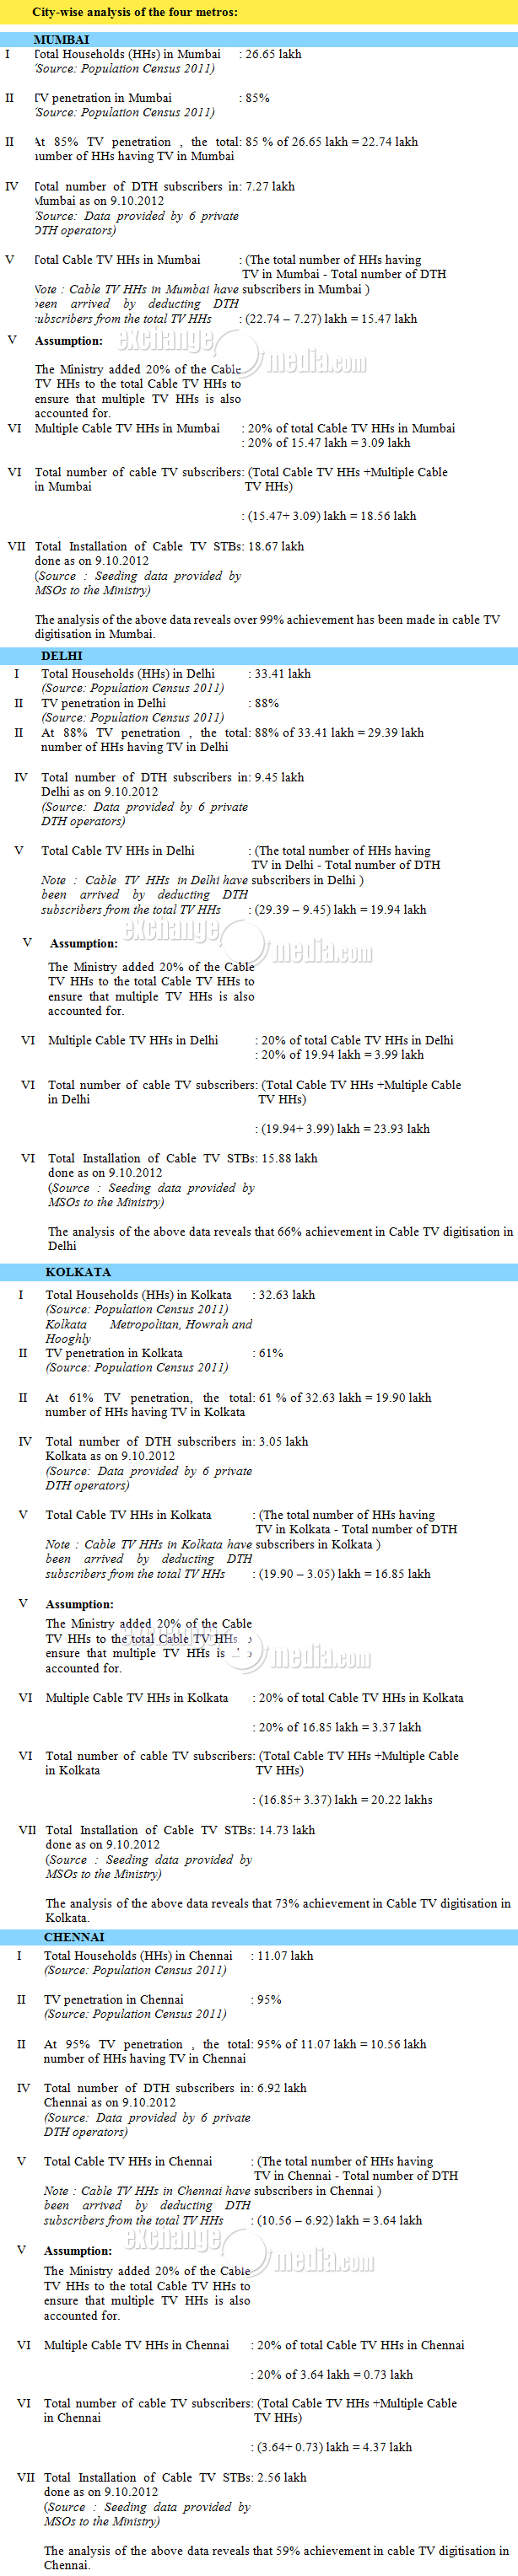 City-wise analysis of the four metros:
MUMBAI
I Total Households (HHs) in Mumbai : 26.65 lakh
(Source: Population Census 2011)
II TV penetration in Mumbai : 85%
(Source: Population Census 2011)
II At 85% TV penetration , the total: 85 % of 26.65 lakh = 22.74 lakh
number of HHs having TV in Mumbai
IV Total number of DTH subscribers in: 7.27 lakh
Mumbai as on 9.10.2012
(Source: Data provided by 6 private
DTH operators)
V Total Cable TV HHs in Mumbai : (The total number of HHs having
TV in Mumbai - Total number of DTH
Note : Cable TV HHs in Mumbai have subscribers in Mumbai )
been arrived by deducting DTH
subscribers from the total TV HHs : (22.74 – 7.27) lakh = 15.47 lakh
exchange
media.com
V Assumption:
The Ministry added 20% of the Cable
TV HHs to the total Cable TV HHs to
ensure that multiple TV HHs is also
accounted for.
VI Multiple Cable TV HHs in Mumbai : 20% of total Cable TV HHs in Mumbai
: 20% of 15.47 lakh = 3.09 lakh
VI Total number of cable TV subscribers: (Total Cable TV HHs +Multiple Cable
in Mumbai TV HHs)
: (15.47+ 3.09) lakh = 18.56 lakh
VII Total Installation of Cable TV STBs: 18.67 lakh
done as on 9.10.2012
(Source : Seeding data provided by
MSOs to the Ministry)
The analysis of the above data reveals over 99% achievement has been made in cable TV
digitisation in Mumbai.
DELHI
I Total Households (HHs) in Delhi : 33.41 lakh
(Source: Population Census 2011)
II TV penetration in Delhi : 88%
(Source: Population Census 2011)
II At 88% TV penetration , the total: 88% of 33.41 lakh = 29.39 lakh
number of HHs having TV in Delhi
IV Total number of DTH subscribers in: 9.45 lakh
Delhi as on 9.10.2012
(Source: Data provided by 6 private
DTH operators)
V Total Cable TV HHs in Delhi : (The total number of HHs having
TV in Delhi - Total number of DTH
Note : Cable TV HHs in Delhi have subscribers in Delhi )
been arrived by deducting DTH
subscribers from the total TV HHs : (29.39 – 9.45) lakh = 19.94 lakh
exchange
media.com
V Assumption:
The Ministry added 20% of the Cable
TV HHs to the total Cable TV HHs to
ensure that multiple TV HHs is also
accounted for.
VI Multiple Cable TV HHs in Delhi : 20% of total Cable TV HHs in Delhi
: 20% of 19.94 lakh = 3.99 lakh
VI Total number of cable TV subscribers: (Total Cable TV HHs +Multiple Cable
in Delhi TV HHs)
: (19.94+ 3.99) lakh = 23.93 lakh
VI Total Installation of Cable TV STBs: 15.88 lakh
done as on 9.10.2012
(Source : Seeding data provided by
MSOs to the Ministry)
The analysis of the above data reveals that 66% achievement in Cable TV digitisation in
Delhi
KOLKATA
I Total Households (HHs) in Kolkata : 32.63 lakh
(Source: Population Census 2011)
Kolkata Metropolitan, Howrah and
Hooghly
II TV penetration in Kolkata : 61%
(Source: Population Census 2011)
II At 61% TV penetration, the total: 61 % of 32.63 lakh = 19.90 lakh
number of HHs having TV in Kolkata
IV Total number of DTH subscribers in: 3.05 lakh
Kolkata as on 9.10.2012
(Source: Data provided by 6 private
DTH operators)
V Total Cable TV HHs in Kolkata : (The total number of HHs having
TV in Kolkata - Total number of DTH
Note : Cable TV HHs in Kolkata have subscribers in Kolkata )
been arrived by deducting DTH
subscribers from the total TV HHs : (19.90 – 3.05) lakh = 16.85 lakh
V Assumption:
The Ministry added 20% of the Cable
TV HHs to the total Cable TV HHs to
ensure that multiple TV HHs is also
accounted for.
exchange
media.com
VI Multiple Cable TV HHs in Kolkata : 20% of total Cable TV HHs in Kolkata
: 20% of 16.85 lakh = 3.37 lakh
VI Total number of cable TV subscribers: (Total Cable TV HHs +Multiple Cable
in Kolkata TV HHs)
: (16.85+ 3.37) lakh = 20.22 lakhs
VII Total Installation of Cable TV STBs: 14.73 lakh
done as on 9.10.2012
(Source : Seeding data provided by
MSOs to the Ministry)
The analysis of the above data reveals that 73% achievement in Cable TV digitisation in
Kolkata.
CHENNAI
I Total Households (HHs) in Chennai : 11.07 lakh
(Source: Population Census 2011)
II TV penetration in Chennai : 95%
(Source: Population Census 2011)
II At 95% TV penetration , the total: 95% of 11.07 lakh = 10.56 lakh
number of HHs having TV in Chennai
IV Total number of DTH subscribers in: 6.92 lakh
Chennai as on 9.10.2012
(Source: Data provided by 6 private
DTH operators)
V Total Cable TV HHs in Chennai : (The total number of HHs having
TV in Chennai - Total number of DTH
Note : Cable TV HHs in Chennai have subscribers in Chennai )
been arrived by deducting DTH
subscribers from the total TV HHs : (10.56 – 6.92) lakh = 3.64 lakh
exchange
media.com
V Assumption:
The Ministry added 20% of the Cable
TV HHs to the total Cable TV HHs to
ensure that multiple TV HHs is also
accounted for.
VI Multiple Cable TV HHs in Chennai : 20% of total Cable TV HHs in Chennai
: 20% of 3.64 lakh = 0.73 lakh
VI Total number of cable TV subscribers: (Total Cable TV HHs +Multiple Cable
in Chennai TV HHs)
: (3.64+ 0.73) lakh = 4.37 lakh
VII Total Installation of Cable TV STBs: 2.56 lakh
done as on 9.10.2012
(Source : Seeding data provided by
MSOs to the Ministry)
The analysis of the above data reveals that 59% achievement in cable TV digitisation in
Chennai.